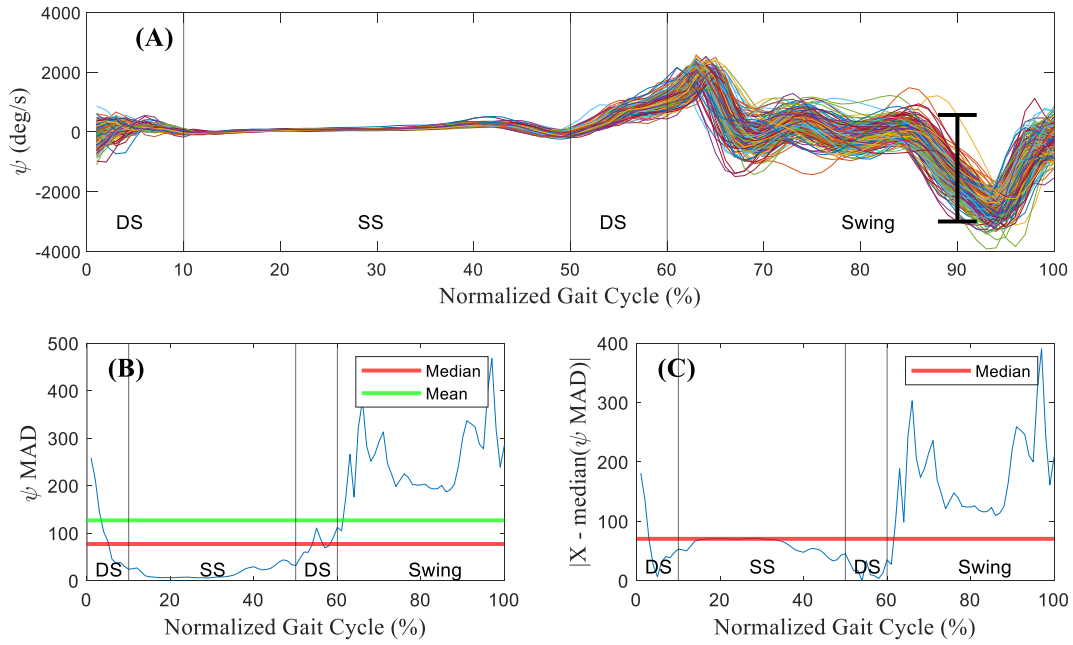 (A)
ψ (deg/s)
4000
2000
0
-2000
-4000
DS
SS
DS
Swing
0 10 20 30 40 50 60 70 80 90 100
Normalized Gait Cycle (%)
(B)
ψ MAD
500
400
300
200
100
0
Median
Mean
DS
SS
DS
Swing
0 20 40 60 80 100
Normalized Gait Cycle (%)
(C)
|X - median(ψ MAD)|
400
300
200
100
0
Median
DS
SS
DS
Swing
0 20 40 60 80 100
Normalized Gait Cycle (%)